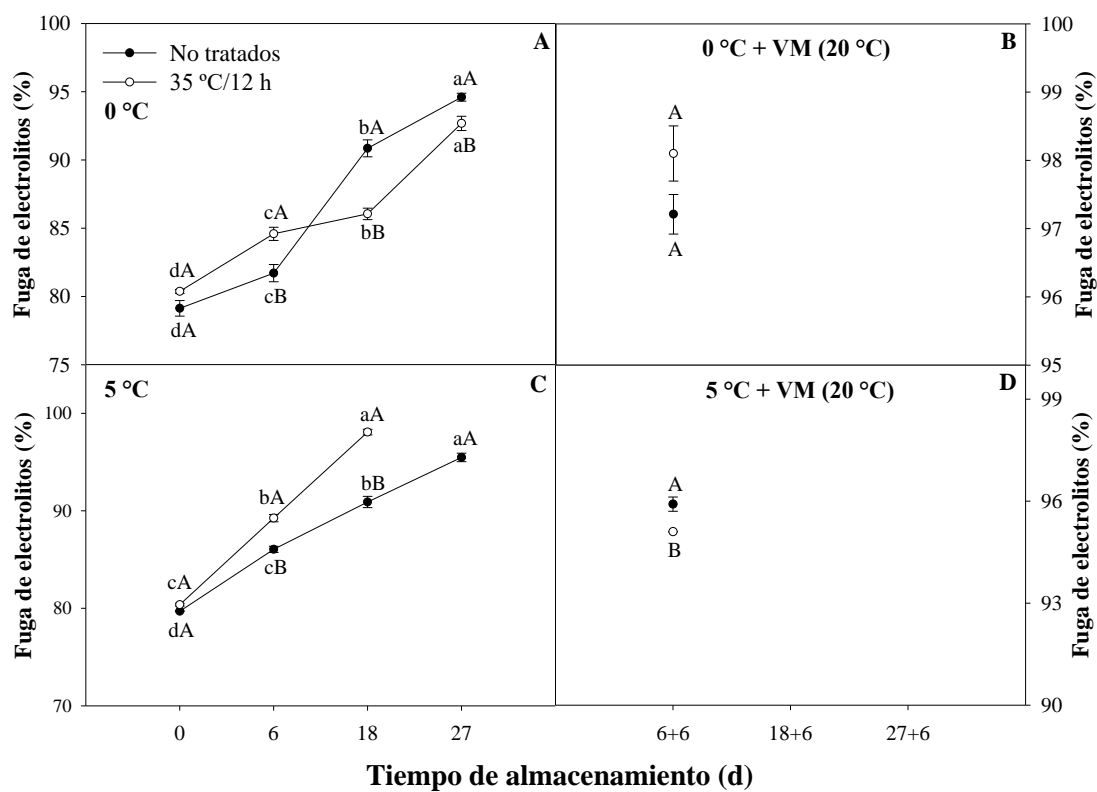 100
95
90
85
80
75
Fuga de electrolitos (%)
No tratados
35 ºC/12 h
0 °C
A
dA
dA
cA
cB
bA
bB
aA
aB
0 °C + VM (20 °C)
B
A
A
100
99
98
97
96
95
Fuga de electrolitos (%)
5 °C
C
100
90
80
70
Fuga de electrolitos (%)
cA
dA
bA
cB
aA
bB
aA
0
6
18
27
5 °C + VM (20 °C)
D
A
B
99
96
93
90
Fuga de electrolitos (%)
6+6
18+6
27+6
Tiempo de almacenamiento (d)